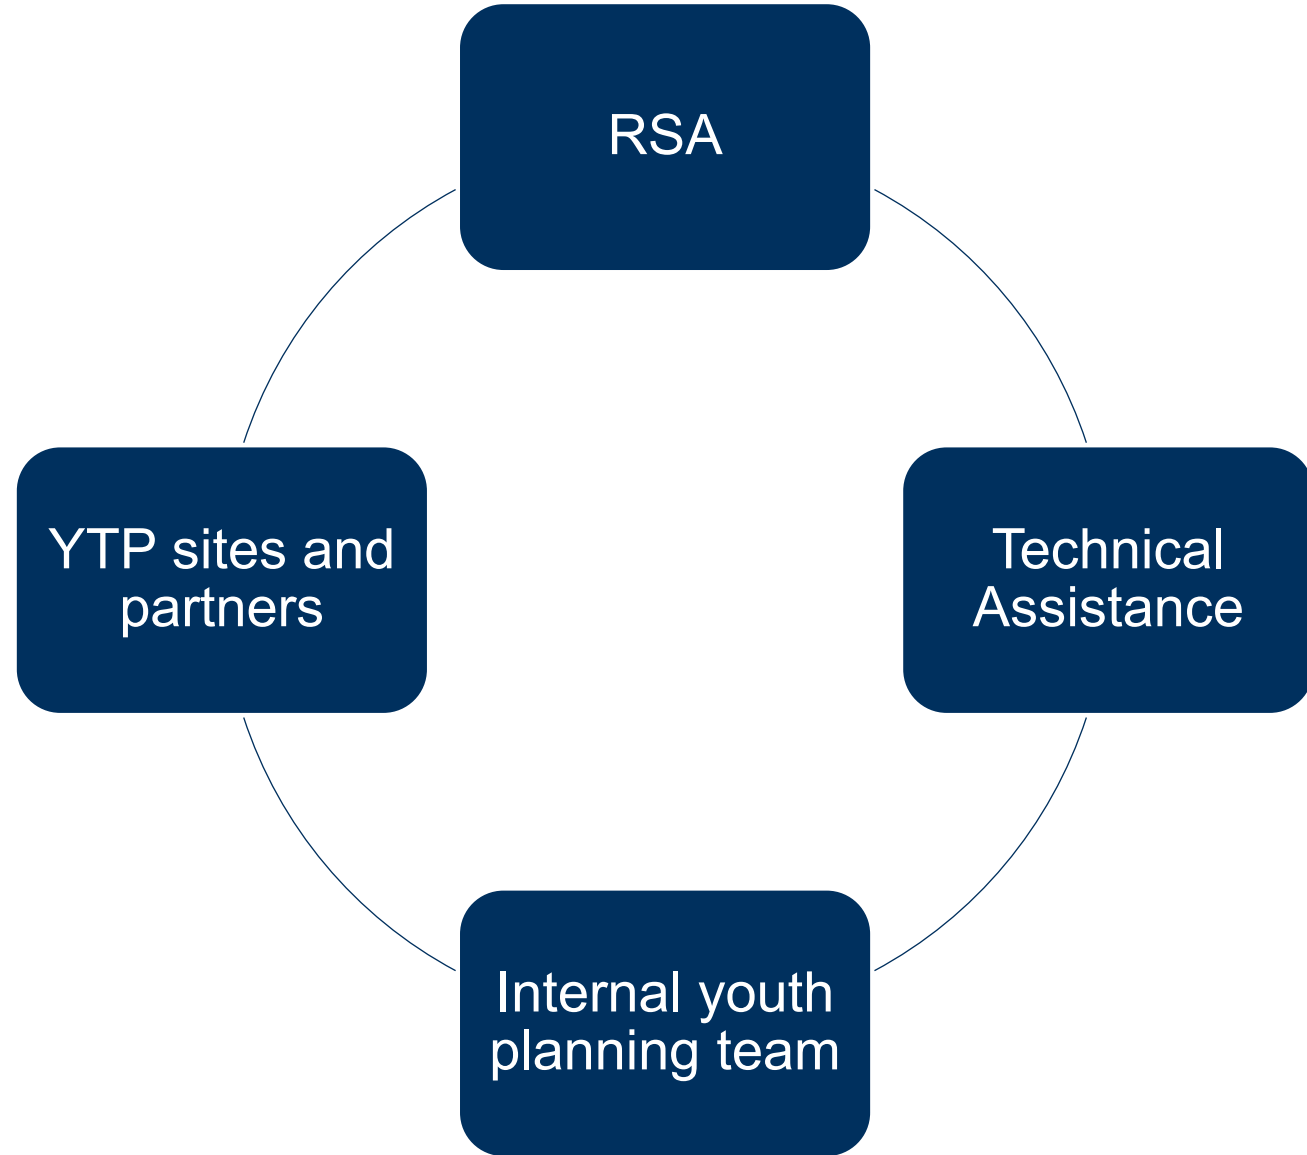 RSA
YTP sites and
partners
Technical
Assistance
Internal youth
planning team